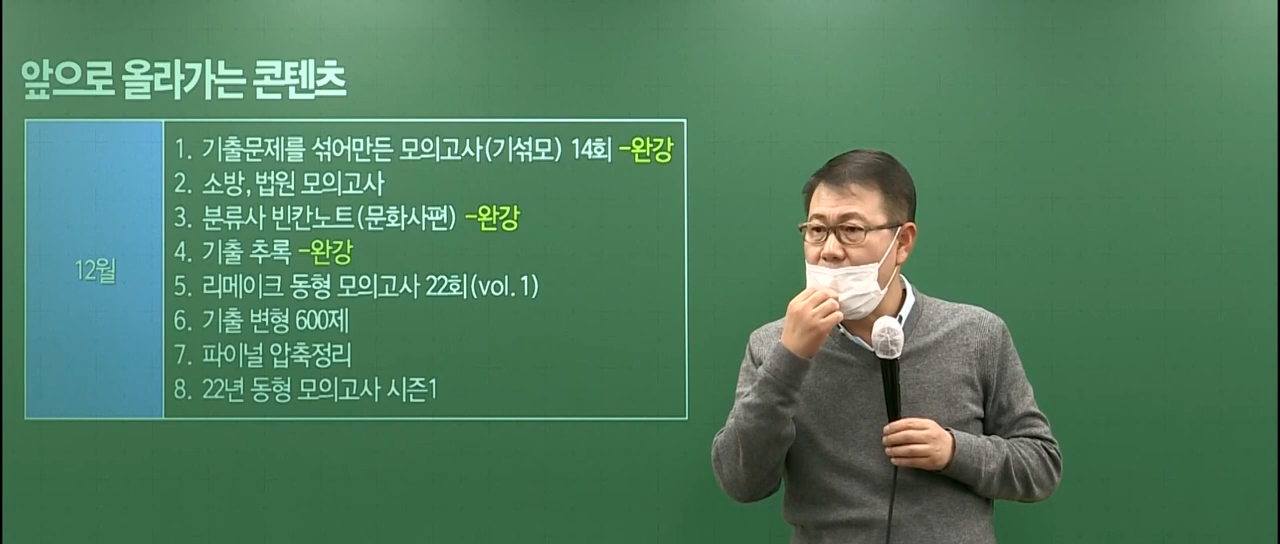 앞으로 올라가는 콘텐츠
12월
1. 기출문제를 섞어만든 모의고사(기섞모) 14회 -완강
2. 소방,법원 모의고사
3. 분류사 빈칸노트(문화사편) -완강
4. 기출 추록 -완강
5. 리메이크 동형 모의고사 22회(vol.1)
6. 기출 변형 600제
7. 파이널 압축정리
8. 22년 동형 모의고사 시즌1